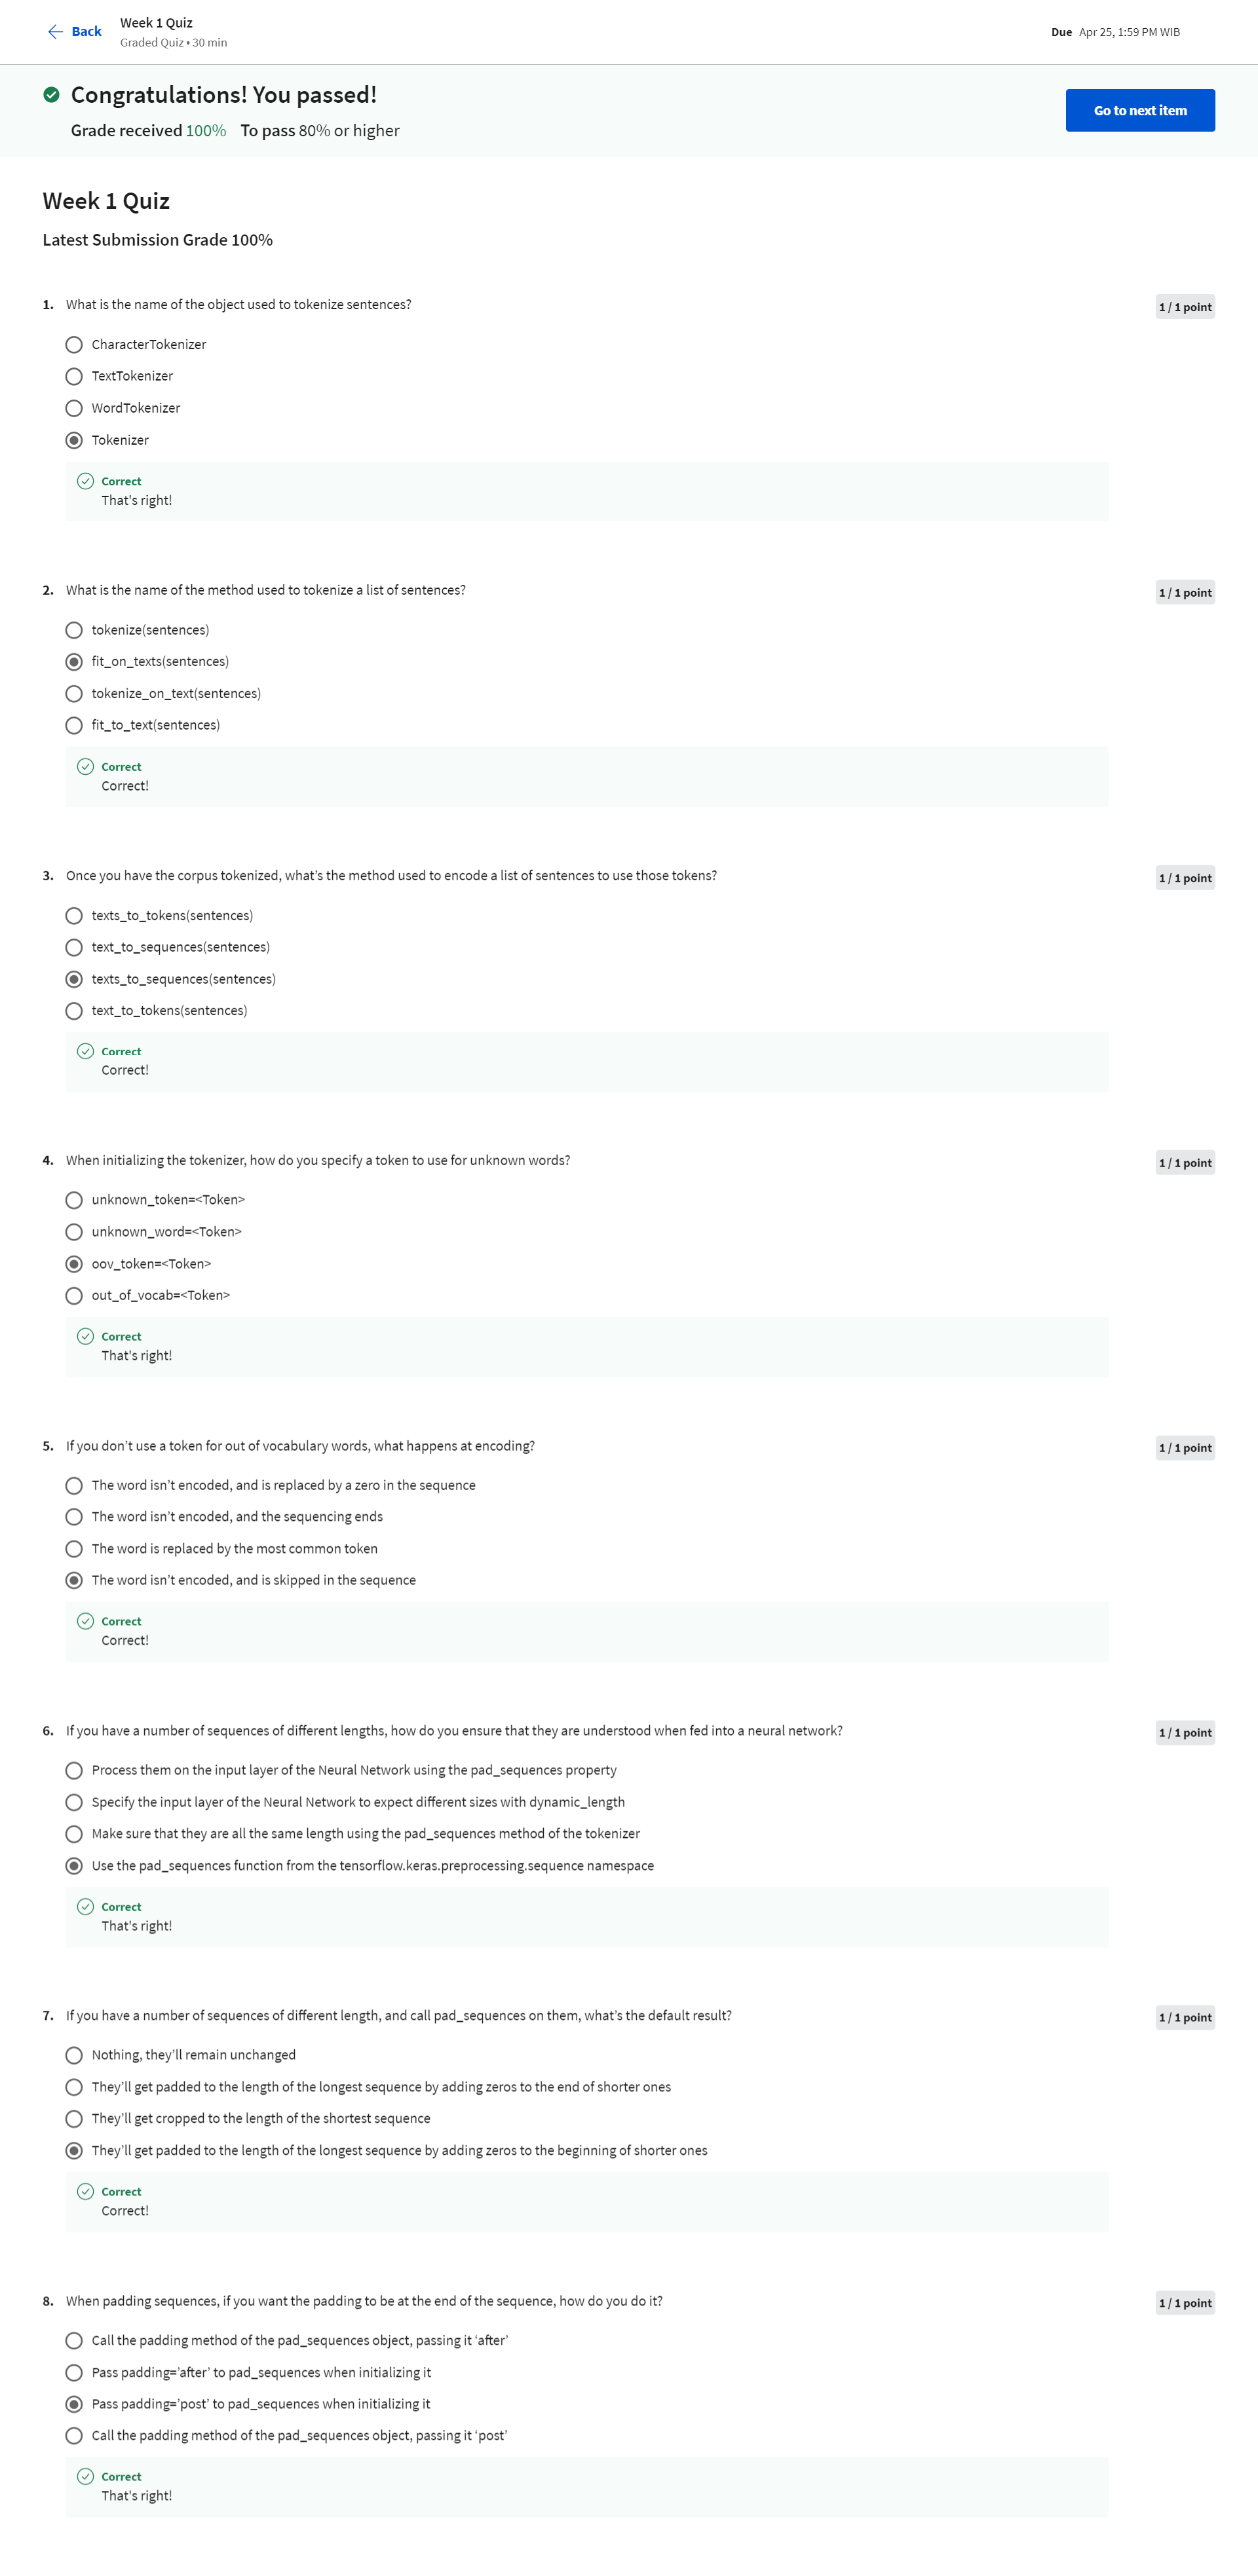 Back
Week 1 Quiz
Graded Quiz • 30 min
Due Apr 25, 1:59 PM WIB
Congratulations! You passed!
Grade received 100% To pass 80% or higher
Go to next item
Week 1 Quiz
Latest Submission Grade 100%
1. What is the name of the object used to tokenize sentences?
1 / 1 point
CharacterTokenizer
TextTokenizer
WordTokenizer
Tokenizer
Correct
That's right!
2. What is the name of the method used to tokenize a list of sentences?
1 / 1 point
tokenize(sentences)
fit_on_texts(sentences)
tokenize_on_text(sentences)
fit_to_text(sentences)
Correct
Correct!
3. Once you have the corpus tokenized, what’s the method used to encode a list of sentences to use those tokens?
1 / 1 point
texts_to_tokens(sentences)
text_to_sequences(sentences)
texts_to_sequences(sentences)
text_to_tokens(sentences)
Correct
Correct!
4. When initializing the tokenizer, how do you specify a token to use for unknown words?
1 / 1 point
unknown_token=<Token>
unknown_word=<Token>
oov_token=<Token>
out_of_vocab=<Token>
Correct
That's right!
5. If you don’t use a token for out of vocabulary words, what happens at encoding?
1 / 1 point
The word isn’t encoded, and is replaced by a zero in the sequence
The word isn’t encoded, and the sequencing ends
The word is replaced by the most common token
The word isn’t encoded, and is skipped in the sequence
Correct
Correct!
6. If you have a number of sequences of different lengths, how do you ensure that they are understood when fed into a neural network?
1 / 1 point
Process them on the input layer of the Neural Network using the pad_sequences property
Specify the input layer of the Neural Network to expect different sizes with dynamic_length
Make sure that they are all the same length using the pad_sequences method of the tokenizer
Use the pad_sequences function from the tensorflow.keras.preprocessing.sequence namespace
Correct
That's right!
7. If you have a number of sequences of different length, and call pad_sequences on them, what’s the default result?
1 / 1 point
Nothing, they’ll remain unchanged
They’ll get padded to the length of the longest sequence by adding zeros to the end of shorter ones
They’ll get cropped to the length of the shortest sequence
They’ll get padded to the length of the longest sequence by adding zeros to the beginning of shorter ones
Correct
Correct!
8. When padding sequences, if you want the padding to be at the end of the sequence, how do you do it?
1 / 1 point
Call the padding method of the pad_sequences object, passing it ‘after’
Pass padding=’after’ to pad_sequences when initializing it
Pass padding=’post’ to pad_sequences when initializing it
Call the padding method of the pad_sequences object, passing it ‘post’
Correct
That's right!